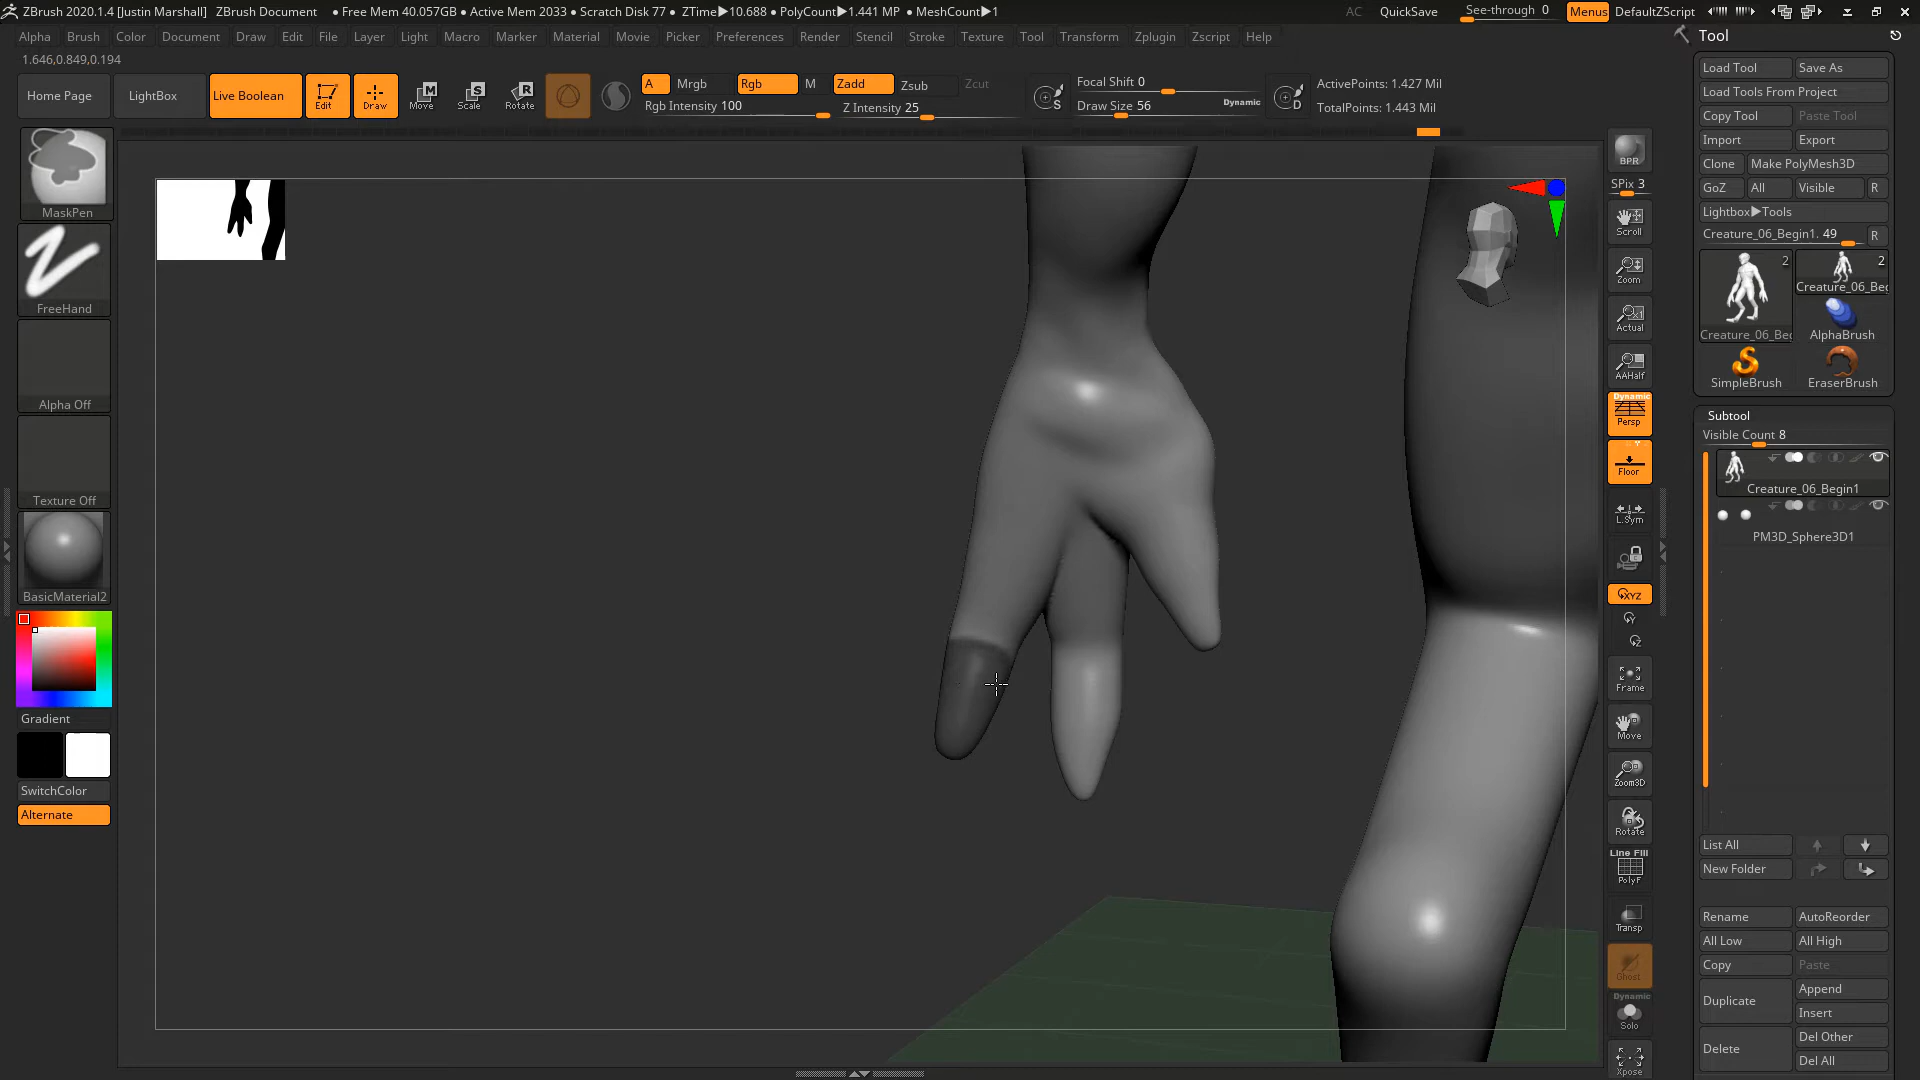 ZBrush 2020.1.4 [Justin Marshall] ZBrush Document ● Free Mem 40.057GB ● Active Mem 2033 ● Scratch Disk 77 ● ZTime▶10.688 ● PolyCount▶1.441 MP ● MeshCount▶1 AC QuickSave See-through 0 Menus DefaultZScript
Alpha Brush Color Document Draw Edit File Layer Light Macro Marker Material Movie Picker Preferences Render Stencil Stroke Texture Tool Transform Zplugin Zscript Help
1.646,0.849,0.194
Home Page LightBox Live Boolean Edit Draw Move Scale Rotate
A Mrgb Rgb M Zadd Zsub Zcut
Rgb Intensity 100 Z Intensity 25
S Focal Shift 0
Draw Size 56 Dynamic D
ActivePoints: 1.427 Mil
TotalPoints: 1.443 Mil
MaskPen
FreeHand
Alpha Off
Texture Off
BasicMaterial2
Gradient
SwitchColor
Alternate
BPR
SPix 3
Scroll
Zoom
Actual
AAHalf
Dynamic
Persp
Floor
L.Sym
XYZ
Y
Z
Frame
Move
Zoom3D
Rotate
Line Fill
PolyF
Transp
Ghost
Dynamic
Solo
Xpose
Tool
Load Tool Save As
Load Tools From Project
Copy Tool Paste Tool
Import Export
Clone Make PolyMesh3D
GoZ All Visible R
Lightbox▶Tools
Creature_06_Begin1. 49 R
2 2
Creature_06_Beg
Creature_06_Bec AlphaBrush
SimpleBrush EraserBrush
Subtool
Visible Count 8
Creature_06_Begin1
PM3D_Sphere3D1
List All
New Folder
Rename AutoReorder
All Low All High
Copy Paste
Duplicate Append
Insert
Delete Del Other
Del All